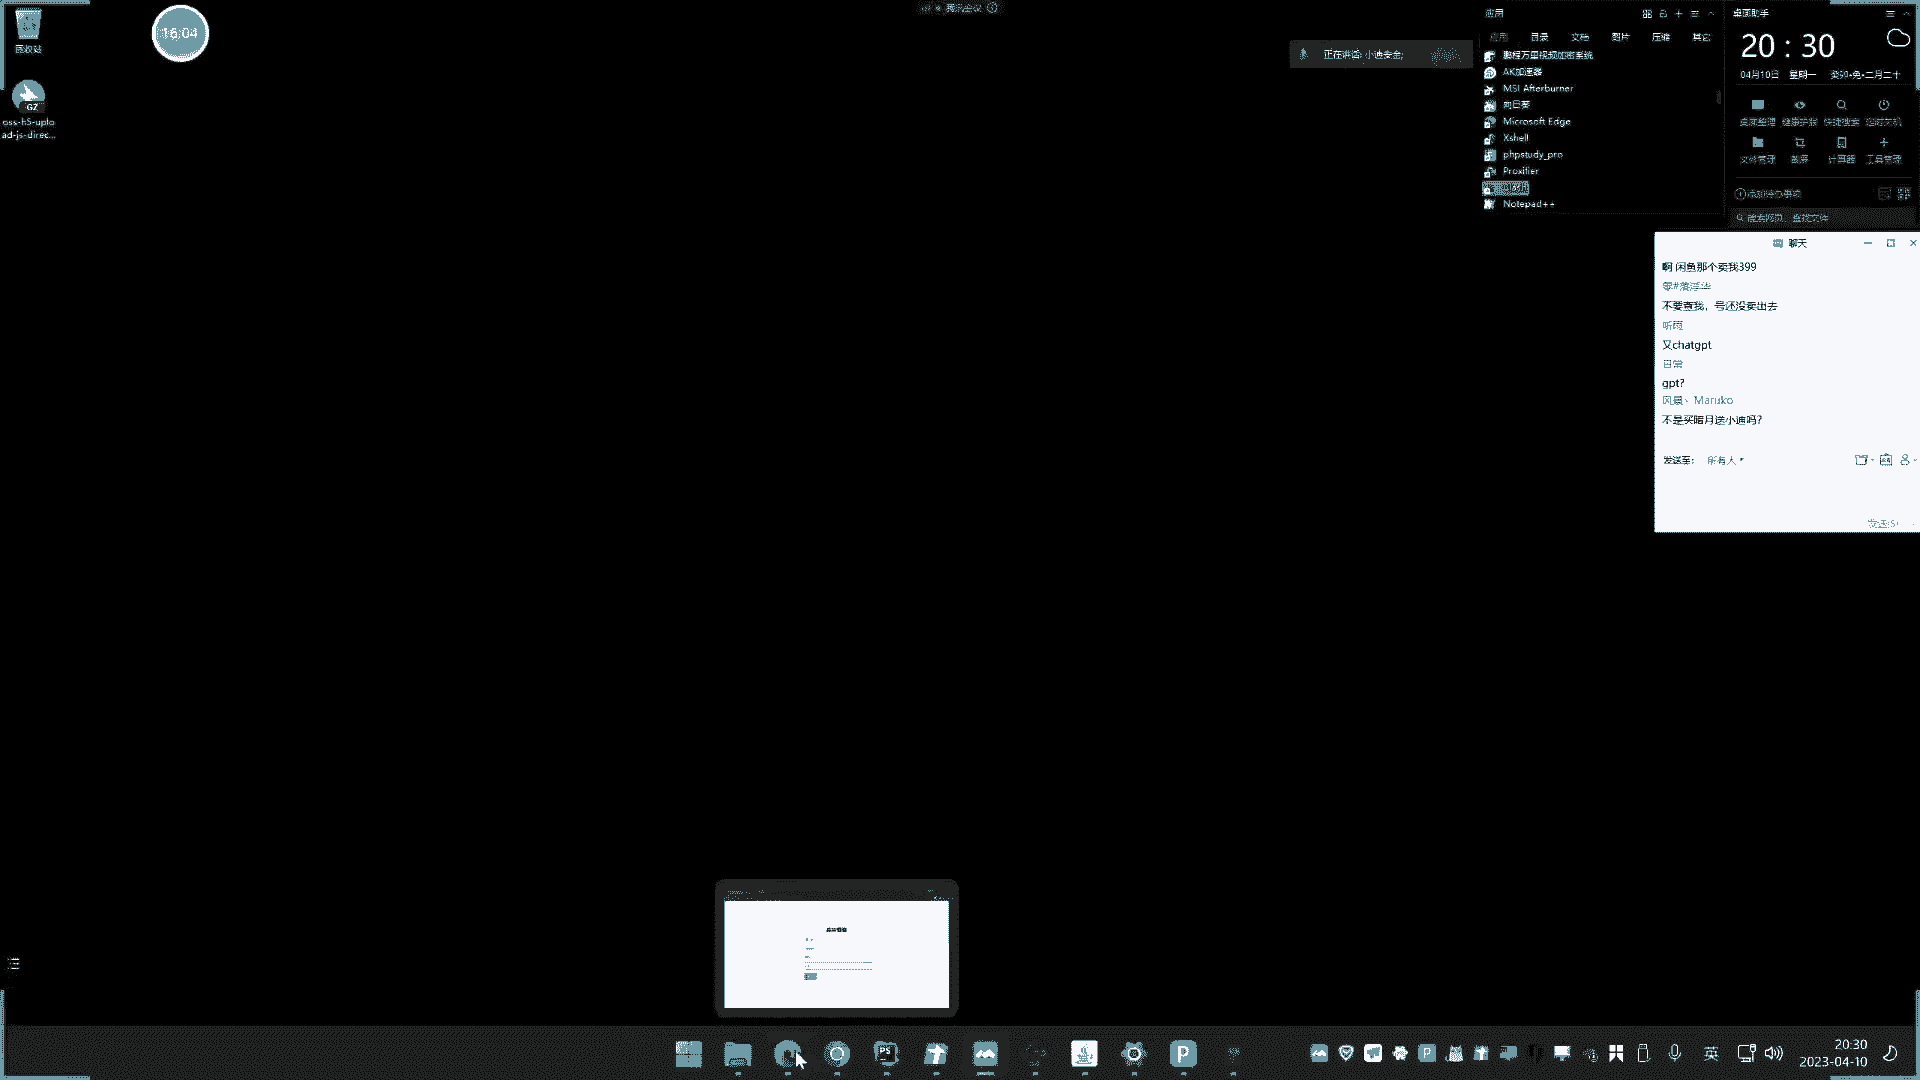 回收站
GZ
oss-h5-uplo
ad-js-direc...
16:04
腾讯会议
正在讲话: 小迪安全;
应用
应用 目录 文档 图片 压缩 其它
鹏程万里视频加密系统
AK加速器
MSI Afterburner
向日葵
Microsoft Edge
Xshell
phpstudy_pro
Proxifier
Notepad++
桌面助手
20 : 30
04月10日 星期一 癸卯•兔•二月二十
桌面整理 健康护眼 快捷搜索 定时关机
文件管理 截屏 计算器 工具管理
添加待办事项
搜索网页、查找文件
聊天
啊 闲鱼那个卖我399
零#落浮华
不要查我，号还没卖出去
听雨
又chatgpt
日常
gpt?
风景、Maruko
不是买暗月送小迪吗?
发送至： 所有人
发送(S)
PS
P
P
英
20:30
2023-04-10